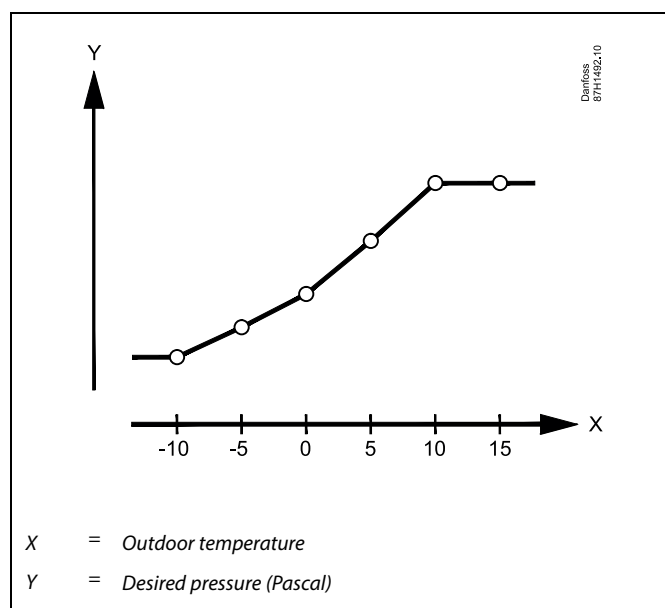 Y
Danfoss
87H1492.10
X
-10 -5 0 5 10 15
X = Outdoor temperature
Y = Desired pressure (Pascal)